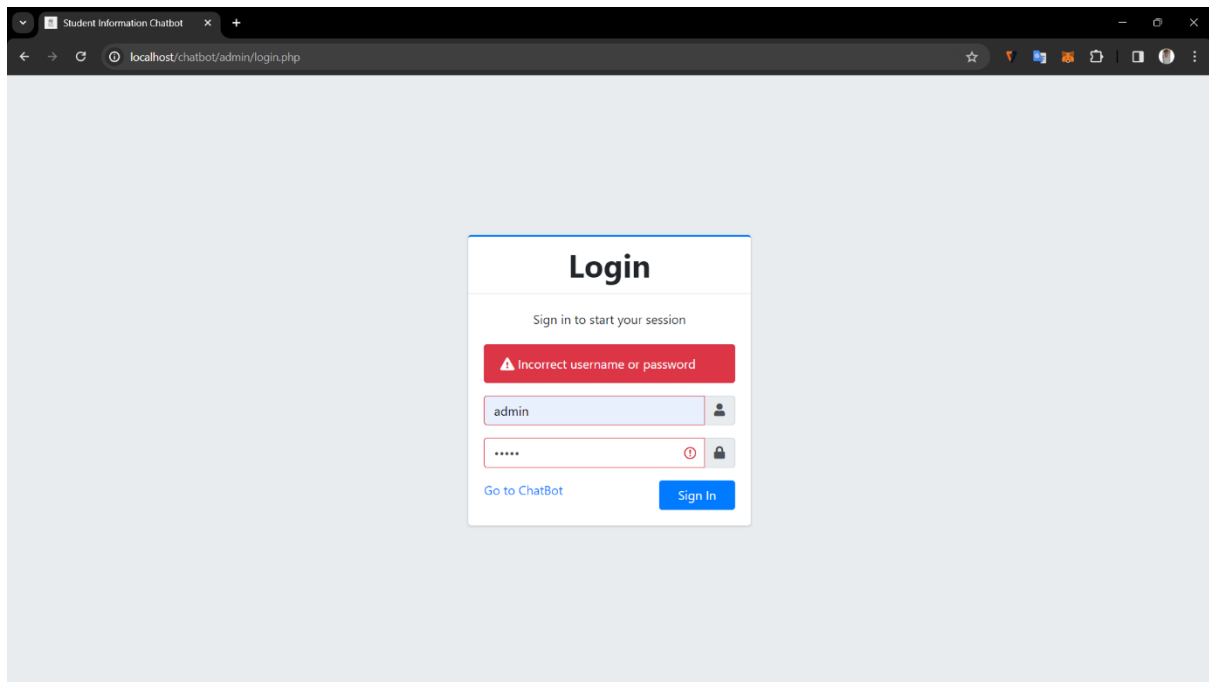 Student Information Chatbot
localhost/chatbot/admin/login.php
Login
Sign in to start your session
Incorrect username or password
admin
•••••
Go to ChatBot
Sign In